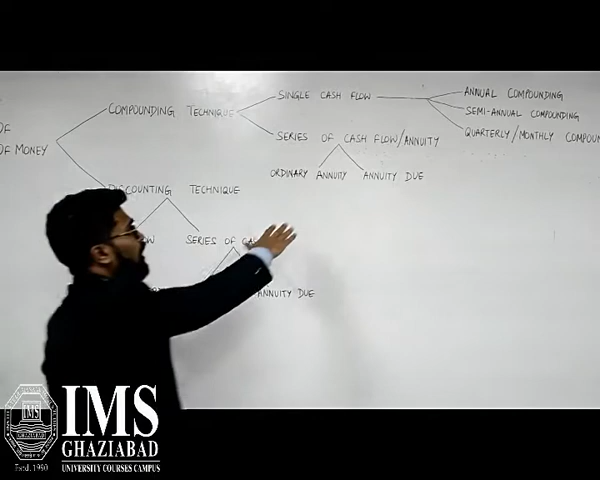 SINGLE CASH FLOW
ANNUAL COMPOUNDING
COMPOUNDING TECHNIQUE
SEMI-ANNUAL COMPOUNDING
OF
SERIES OF CASH FLOW/ANNUITY
QUARTERLY/MONTHLY COMPOUN
OF MONEY
ORDINARY ANNUITY ANNUITY DUE
DISCOUNTING TECHNIQUE
SERIES OF
ANNUITY DUE
IMS
IMS
GHAZIABAD
UNIVERSITY COURSES CAMPUS
Estd. 1990